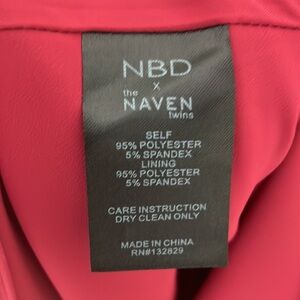 NBD
x
the
NAVEN
twins
SELF
95% POLYESTER
5% SPANDEX
LINING
95% POLYESTER
5% SPANDEX
CARE INSTRUCTION
DRY CLEAN ONLY
MADE IN CHINA
RN#132829